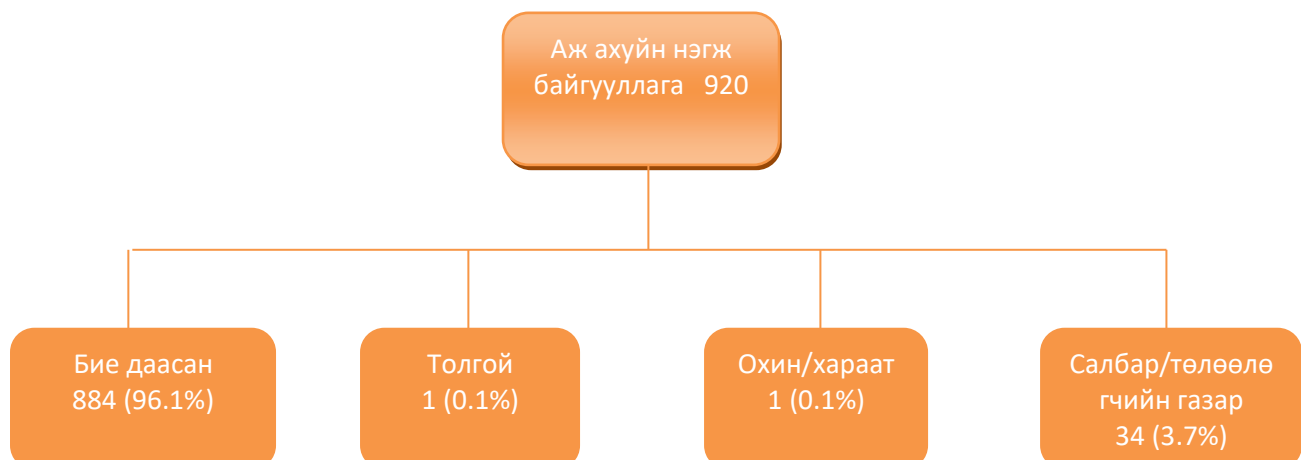 Аж ахуйн нэгж
байгууллага 920
Бие даасан
884 (96.1%)
Толгой
1 (0.1%)
Охин/хараат
1 (0.1%)
Салбар/төлөөлө
гчийн газар
34 (3.7%)